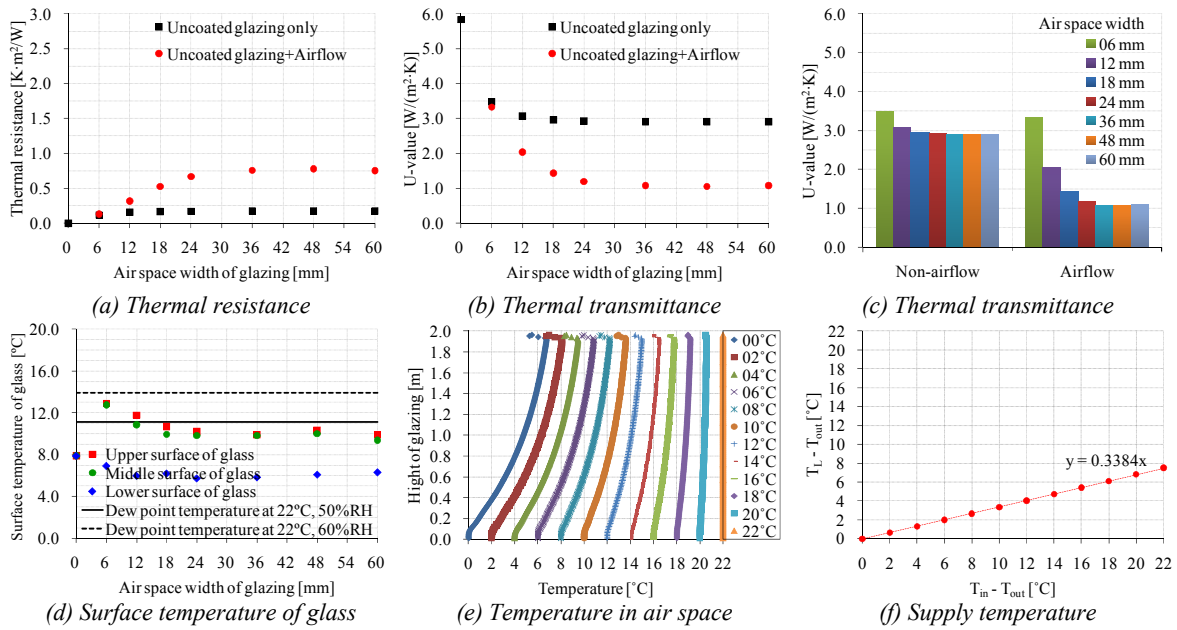 Thermal resistance [K·m²/W]
3.0
2.5
2.0
1.5
1.0
0.5
0.0
Uncoated glazing only
Uncoated glazing+Airflow
0 6 12 18 24 30 36 42 48 54 60
Air space width of glazing [mm]
(a) Thermal resistance
U-value [W/(m²·K)]
6.0
5.0
4.0
3.0
2.0
1.0
0.0
Uncoated glazing only
Uncoated glazing+Airflow
0 6 12 18 24 30 36 42 48 54 60
Air space width of glazing [mm]
(b) Thermal transmittance
U-value [W/(m²·K)]
6.0
5.0
4.0
3.0
2.0
1.0
0.0
Air space width
06 mm
12 mm
18 mm
24 mm
36 mm
48 mm
60 mm
Non-airflow Airflow
(c) Thermal transmittance
Surface temperature of glass [ºC]
20.0
16.0
12.0
8.0
4.0
0.0
Upper surface of glass
Middle surface of glass
Lower surface of glass
Dew point temperature at 22ºC, 50%RH
Dew point temperature at 22ºC, 60%RH
0 6 12 18 24 30 36 42 48 54 60
Air space width of glazing [mm]
(d) Surface temperature of glass
Hight of glazing [m]
2.0
1.8
1.6
1.4
1.2
1.0
0.8
0.6
0.4
0.2
0.0
00˚C
02˚C
04˚C
06˚C
08˚C
10˚C
12˚C
14˚C
16˚C
18˚C
20˚C
22˚C
0 2 4 6 8 10 12 14 16 18 20 22
Temperature [˚C]
(e) Temperature in air space
T_L - T_out [˚C]
22
20
18
16
14
12
10
8
6
4
2
0
y = 0.3384x
0 2 4 6 8 10 12 14 16 18 20 22
T_in - T_out [˚C]
(f) Supply temperature